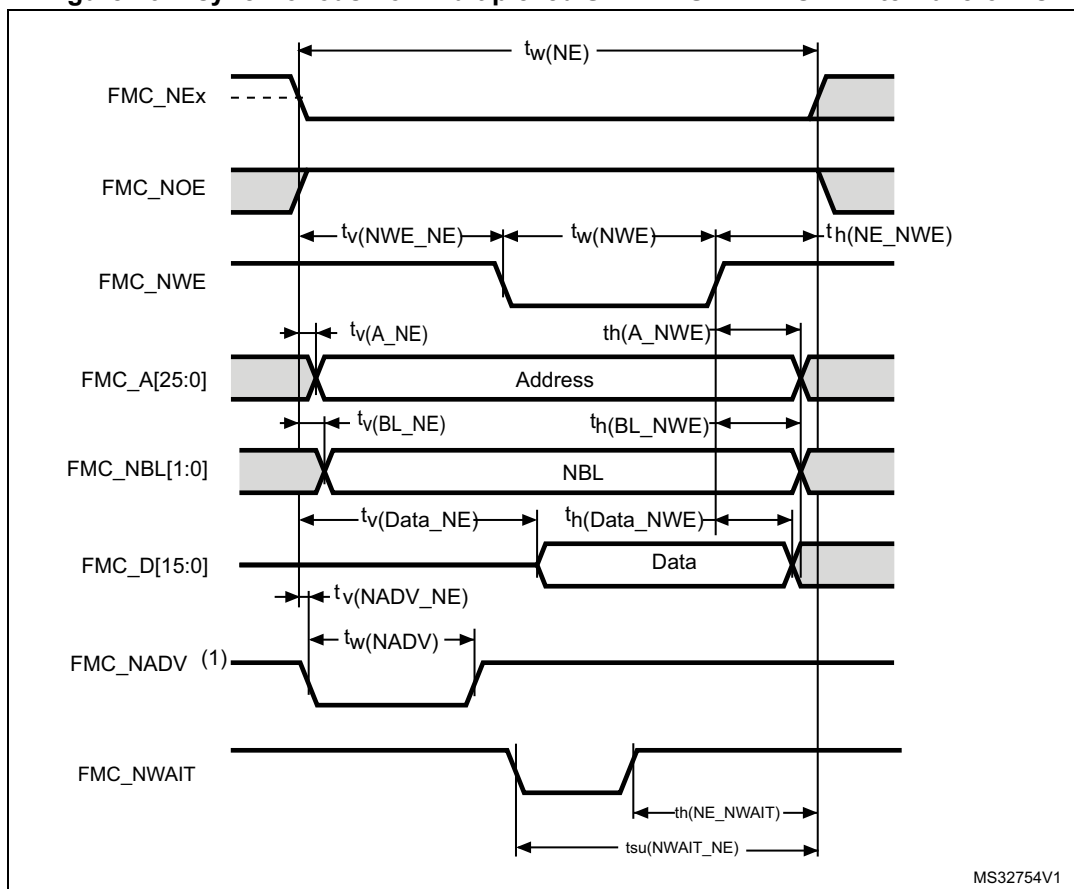 tw(NE)
FMC_NEx
FMC_NOE
tv(NWE_NE)
tw(NWE)
th(NE_NWE)
FMC_NWE
tv(A_NE)
th(A_NWE)
FMC_A[25:0]
Address
tv(BL_NE)
th(BL_NWE)
FMC_NBL[1:0]
NBL
tv(Data_NE)
th(Data_NWE)
FMC_D[15:0]
Data
tv(NADV_NE)
tw(NADV)
FMC_NADV (1)
FMC_NWAIT
th(NE_NWAIT)
tsu(NWAIT_NE)
MS32754V1